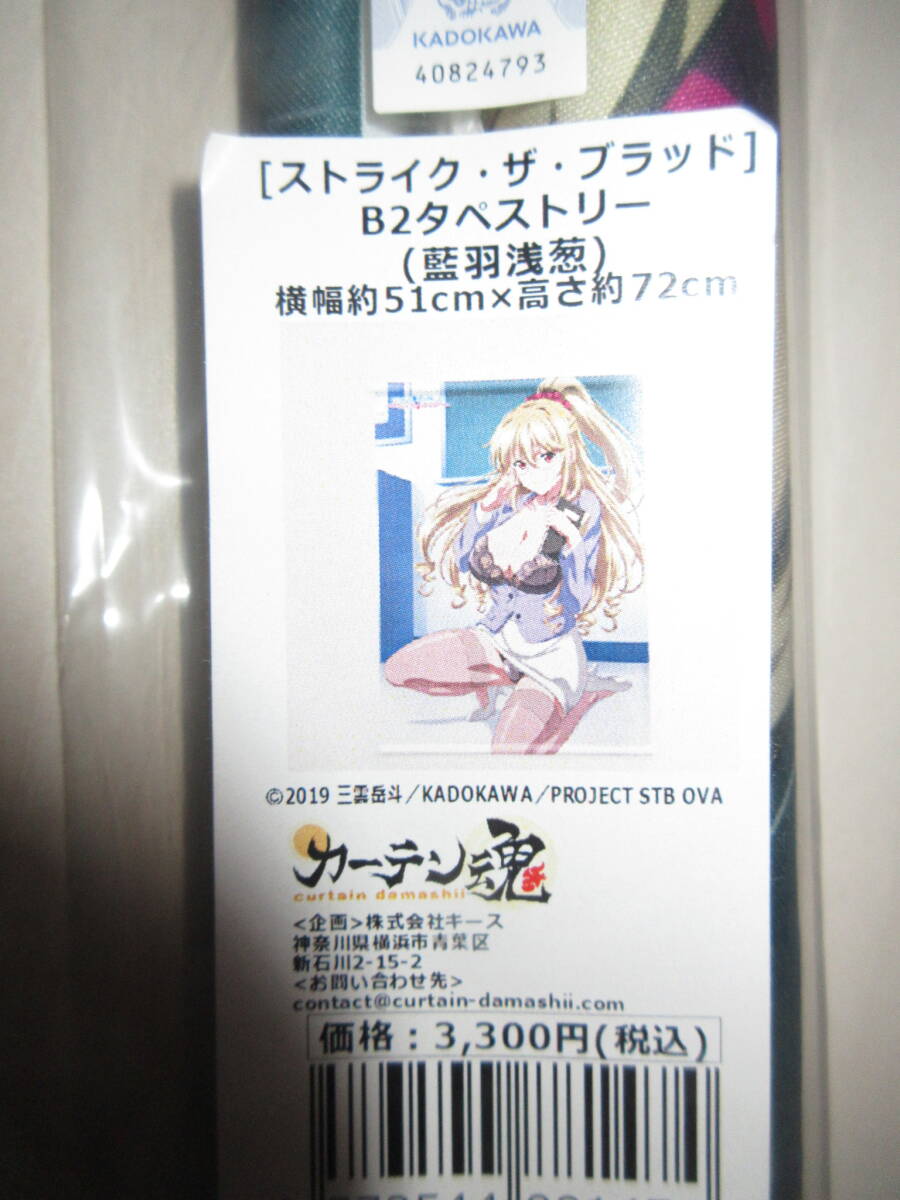 KADOKAWA
40824793
[ストライク・ザ・ブラッド]
B2タペストリー
(藍羽浅葱)
横幅約51cm×高さ約72cm
©2019 三雲岳斗/KADOKAWA/PROJECT STB OVA
カーテン魂
curtain damashii
<企画>株式会社キース
神奈川県横浜市青葉区
新石川2-15-2
<お問い合わせ先>
contact@curtain-damashii.com
価格：3,300円(税込)